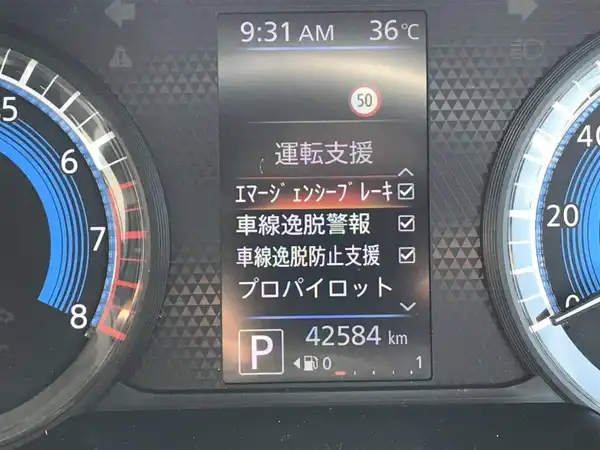 9:31 AM 36℃
50
運転支援
ｴﾏｰｼﾞｪﾝｼｰﾌﾞﾚｰｷ
車線逸脱警報
車線逸脱防止支援
プロパイロット
P 42584 km
0 1
5
6
7
8
40
20
0